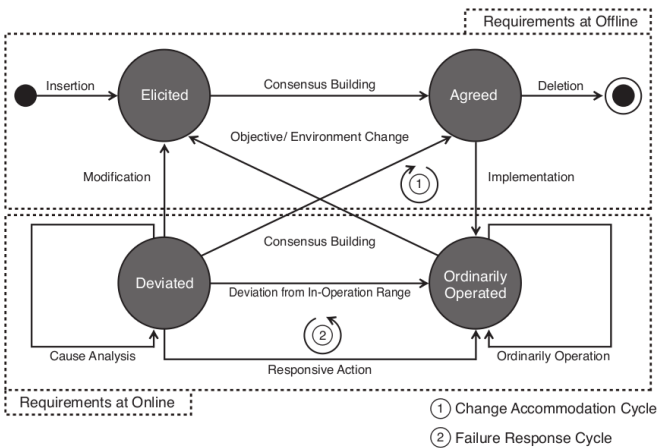 Requirements at Offline
Insertion
Elicited
Consensus Building
Agreed
Deletion
Objective/ Environment Change
Modification
1
Implementation
Consensus Building
Deviated
Ordinarily
Operated
Deviation from In-Operation Range
2
Cause Analysis
Ordinarily Operation
Responsive Action
Requirements at Online
1 Change Accommodation Cycle
2 Failure Response Cycle